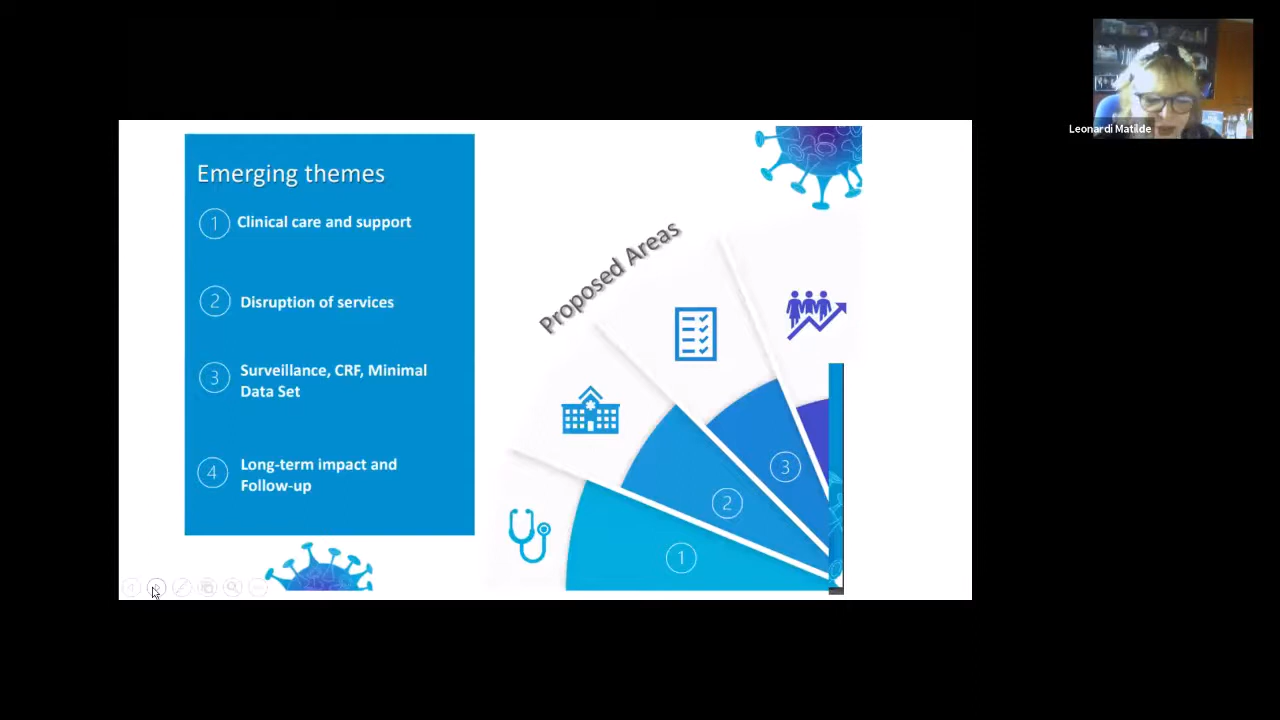 Leonardi Matilde
Emerging themes
1 Clinical care and support
2 Disruption of services
3 Surveillance, CRF, Minimal
Data Set
4 Long-term impact and
Follow-up
Proposed Areas
1
2
3